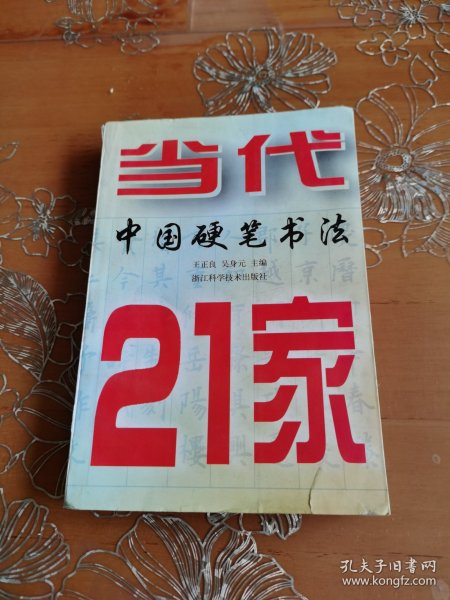 当代
中国硬笔书法
王正良 吴身元 主编
浙江科学技术出版社
21家
孔夫子旧书网
www.kongfz.com